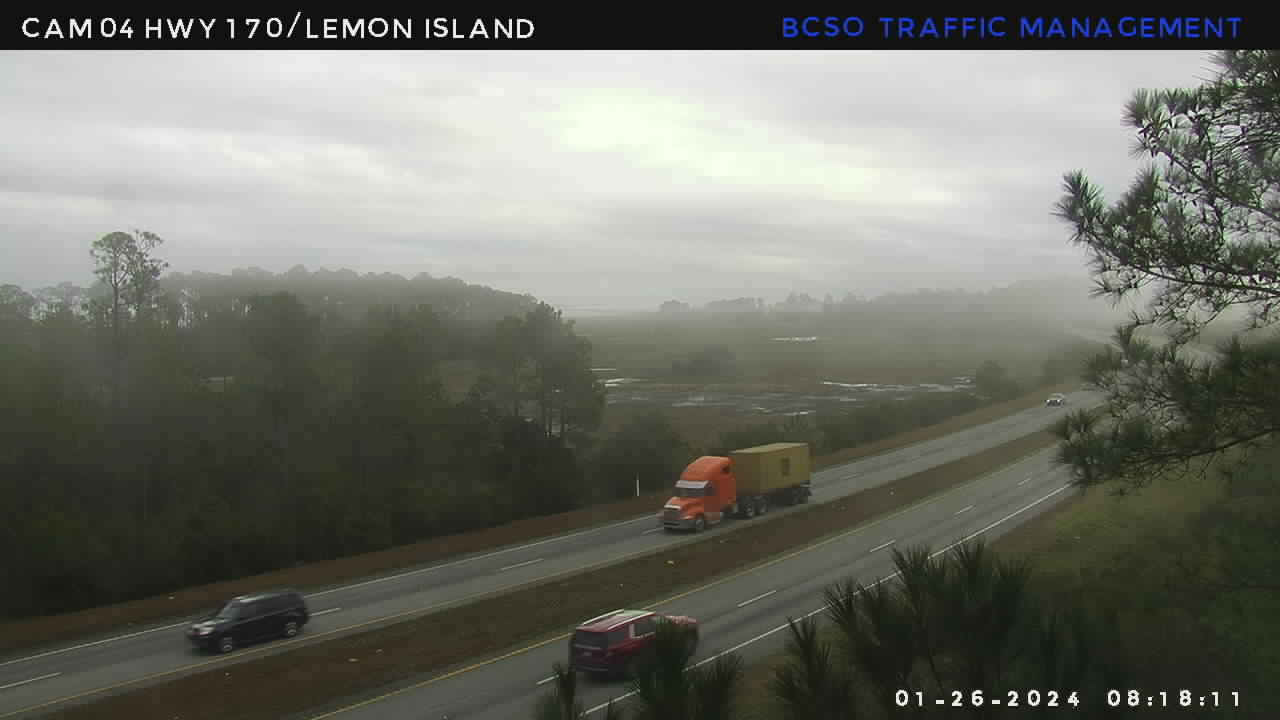 CAM04 HWY 170/LEMON ISLAND
BCSO TRAFFIC MANAGEMENT
01-26-2024 08:18:11